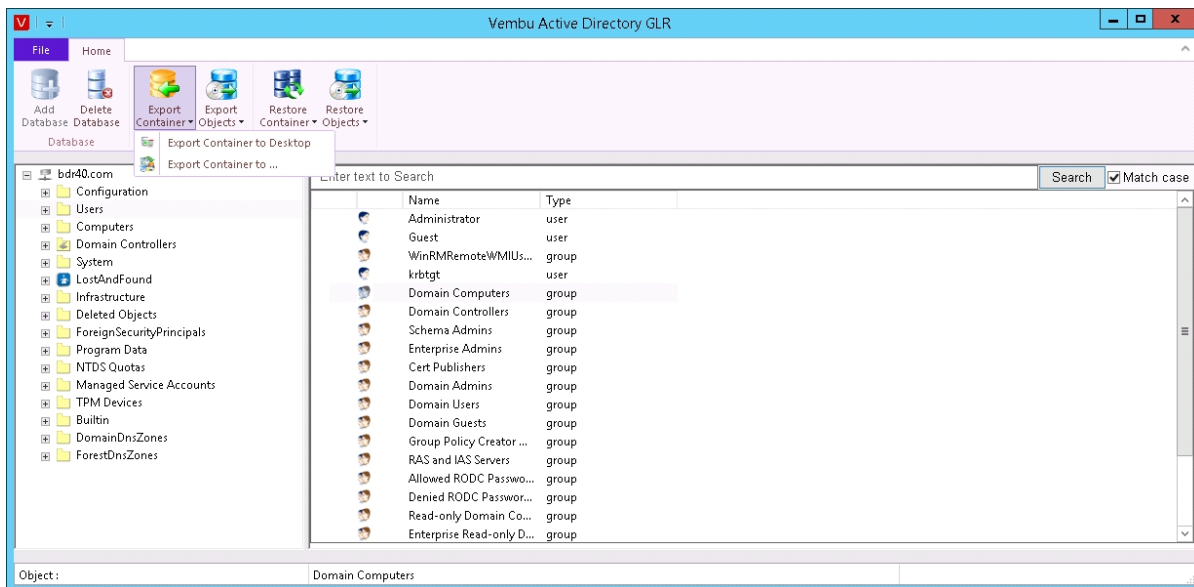 V
Vembu Active Directory GLR
File Home
Add Database
Delete Database
Export Container
Export Objects
Restore Container
Restore Objects
Database
Export Container to Desktop
Export Container to ...
bdr40.com
Configuration
Users
Computers
Domain Controllers
System
LostAndFound
Infrastructure
Deleted Objects
ForeignSecurityPrincipals
Program Data
NTDS Quotas
Managed Service Accounts
TPM Devices
Builtin
DomainDnsZones
ForestDnsZones
Enter text to Search
Search
Match case
Name Type
Administrator user
Guest user
WinRMRemoteWMIUs... group
krbtgt user
Domain Computers group
Domain Controllers group
Schema Admins group
Enterprise Admins group
Cert Publishers group
Domain Admins group
Domain Users group
Domain Guests group
Group Policy Creator ... group
RAS and IAS Servers group
Allowed RODC Passwo... group
Denied RODC Passwor... group
Read-only Domain Co... group
Enterprise Read-only D... group
Object : Domain Computers